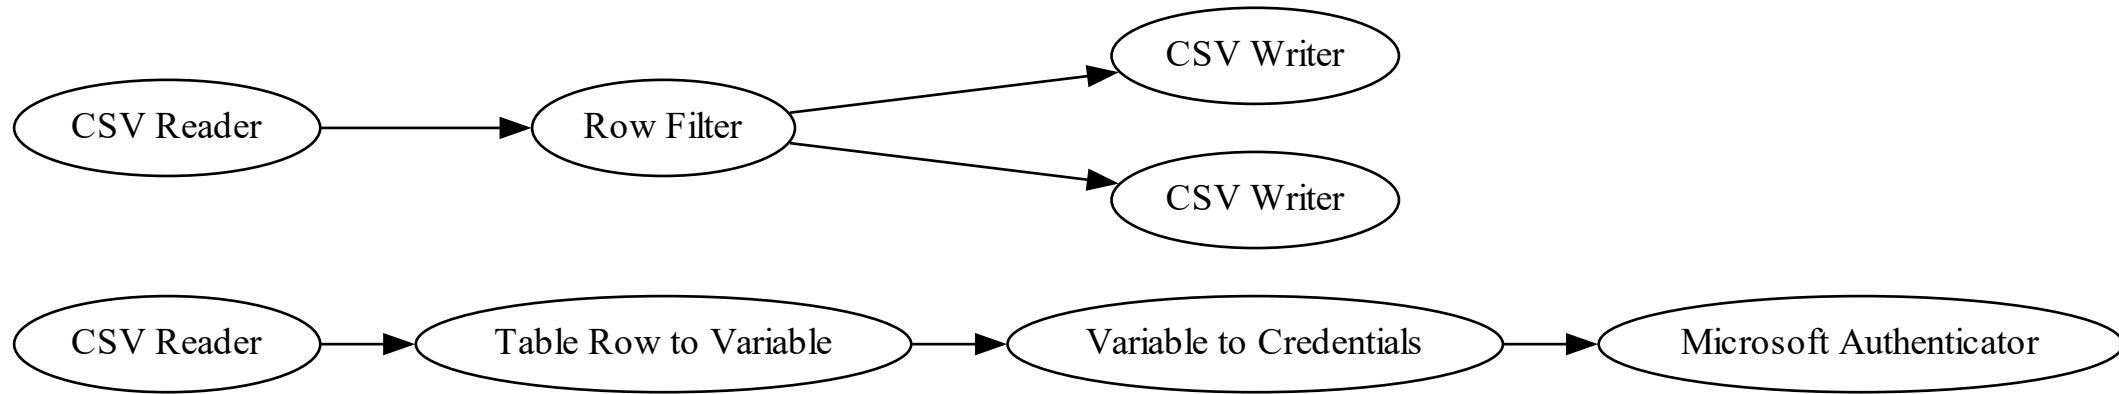 CSV Writer
CSV Reader
Row Filter
CSV Writer
CSV Reader
Table Row to Variable
Variable to Credentials
Microsoft Authenticator